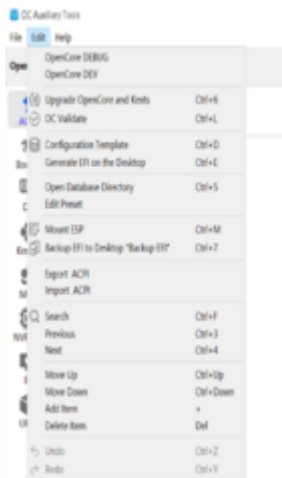 OC Auxiliary Tools
File Edit Help
OpenCore DEBUG
OpenCore DEV
Upgrade OpenCore and Kexts Ctrl+6
OC Validate Ctrl+L
Configuration Template Ctrl+D
Generate EFI on the Desktop Ctrl+E
Open Database Directory Ctrl+5
Edit Preset
Mount ESP Ctrl+M
Backup EFI to Desktop "Backup EFI" Ctrl+7
Export ACPI
Import ACPI
Search Ctrl+F
Previous Ctrl+3
Next Ctrl+4
Move Up Ctrl+Up
Move Down Ctrl+Down
Add Item +
Delete Item Del
Undo Ctrl+Z
Redo Ctrl+Y